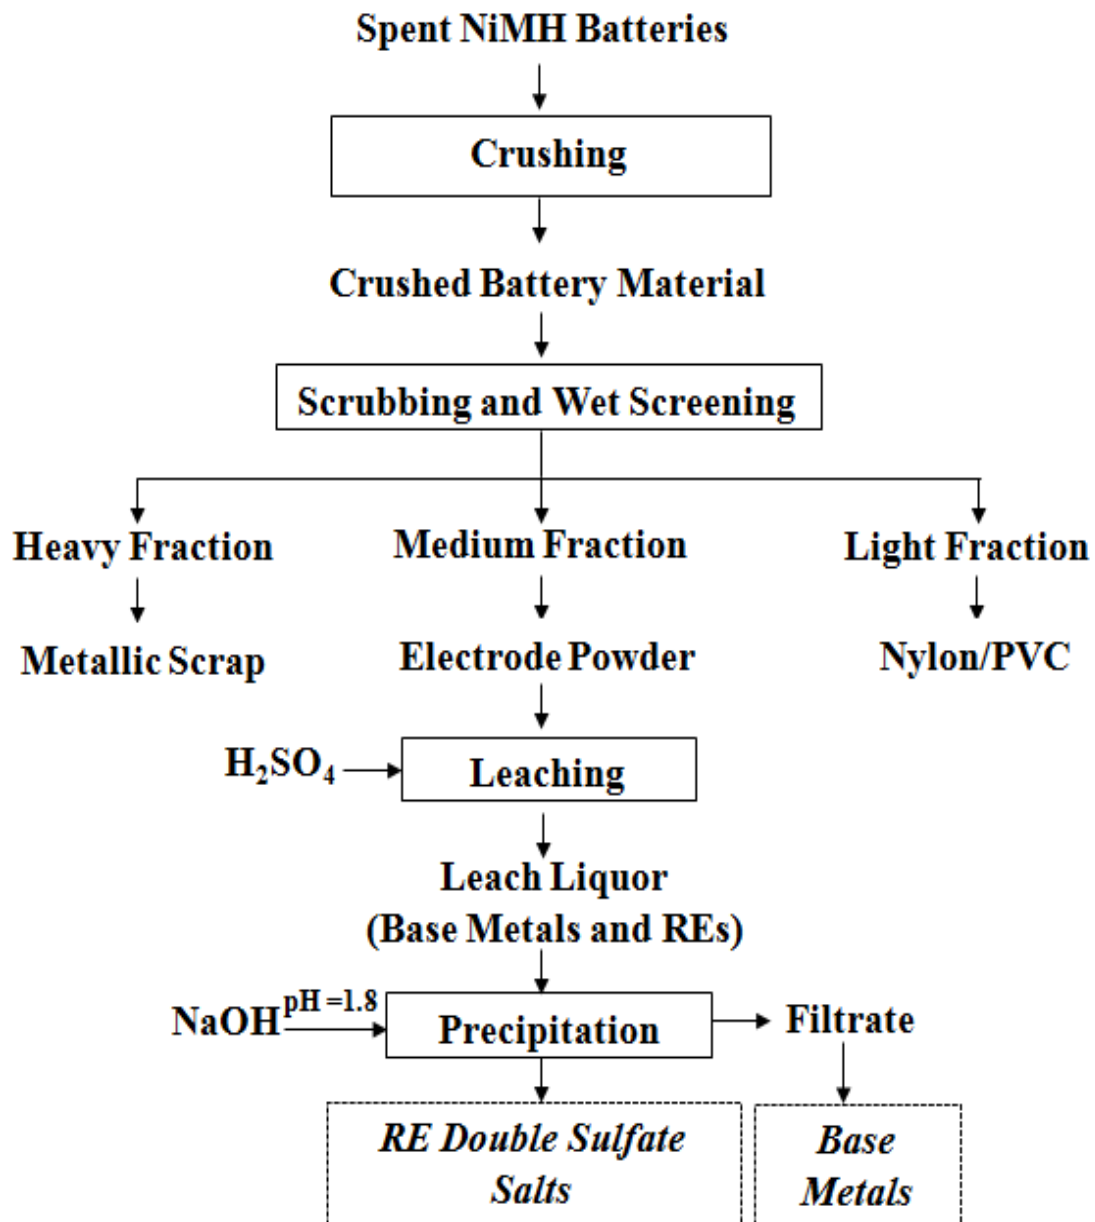 Spent NiMH Batteries
Crushing
Crushed Battery Material
Scrubbing and Wet Screening
Heavy Fraction
Medium Fraction
Light Fraction
Metallic Scrap
Electrode Powder
Nylon/PVC
H₂SO₄
Leaching
Leach Liquor
(Base Metals and REs)
NaOH
pH =1.8
Precipitation
Filtrate
RE Double Sulfate
Salts
Base
Metals